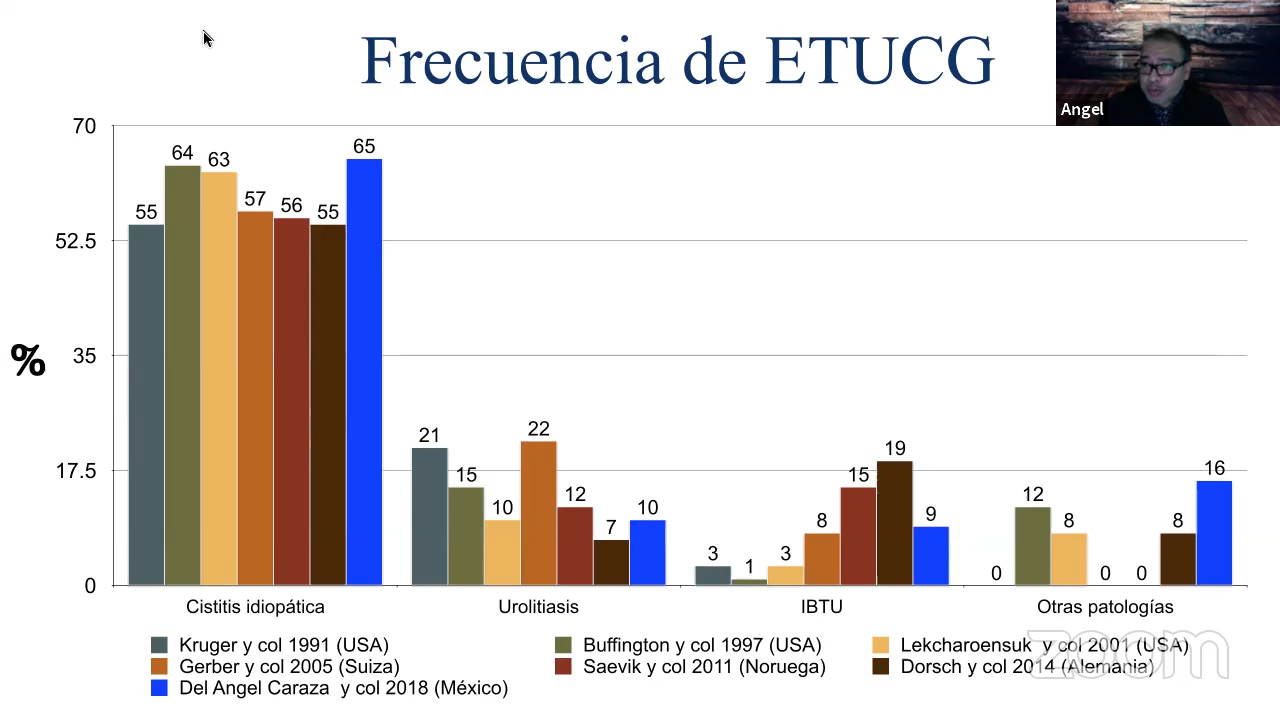 Frecuencia de ETUCG
Angel
70
52.5
%
35
17.5
0
55 64 63 57 56 55 65
21 15 10 22 12 7 10
3 1 3 8 15 19 9
0 12 8 0 0 8 16
Cistitis idiopática Urolitiasis IBTU Otras patologías
Kruger y col 1991 (USA) Buffington y col 1997 (USA) Lekcharoensuk y col 2001 (USA)
Gerber y col 2005 (Suiza) Saevik y col 2011 (Noruega) Dorsch y col 2014 (Alemania)
Del Angel Caraza y col 2018 (México)
zoom